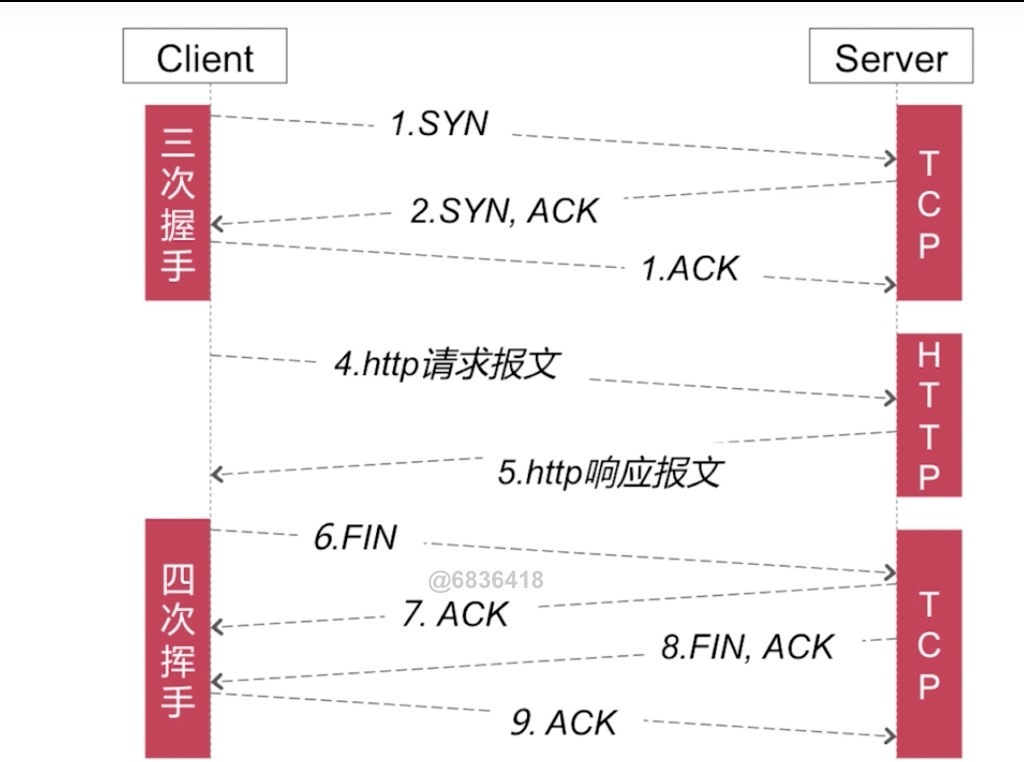 Client
Server
三次握手
1.SYN
TCP
2.SYN, ACK
1.ACK
4.http请求报文
HTTP
5.http响应报文
四次挥手
6.FIN
@6836418
7. ACK
TCP
8.FIN, ACK
9. ACK